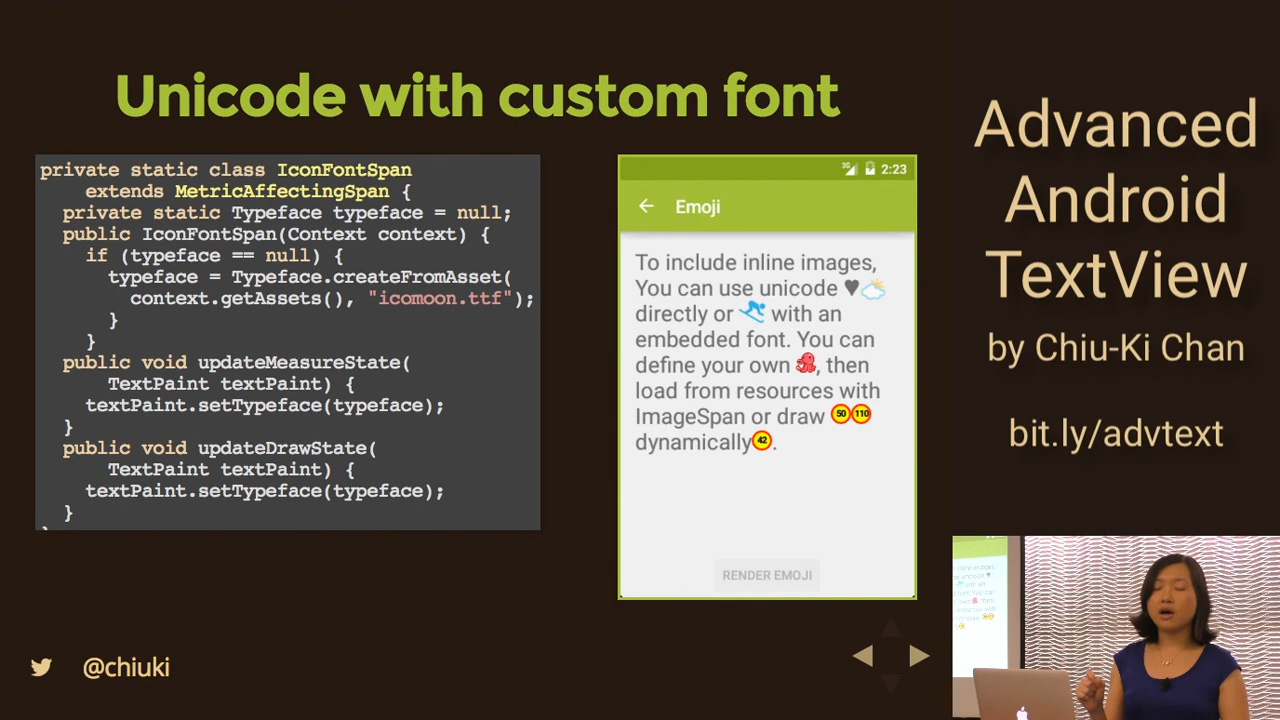 Unicode with custom font
private static class IconFontSpan
extends MetricAffectingSpan {
private static Typeface typeface = null;
public IconFontSpan(Context context) {
if (typeface == null) {
typeface = Typeface.createFromAsset(
context.getAssets(), "icomoon.ttf");
}
}
public void updateMeasureState(
TextPaint textPaint) {
textPaint.setTypeface(typeface);
}
public void updateDrawState(
TextPaint textPaint) {
textPaint.setTypeface(typeface);
}
3G 2:23
← Emoji
To include inline images,
You can use unicode ♥⛅
directly or ⛷ with an
embedded font. You can
define your own 🐙, then
load from resources with
ImageSpan or draw 50 110
dynamically 42.
RENDER EMOJI
@chiuki
Advanced
Android
TextView
by Chiu-Ki Chan
bit.ly/advtext